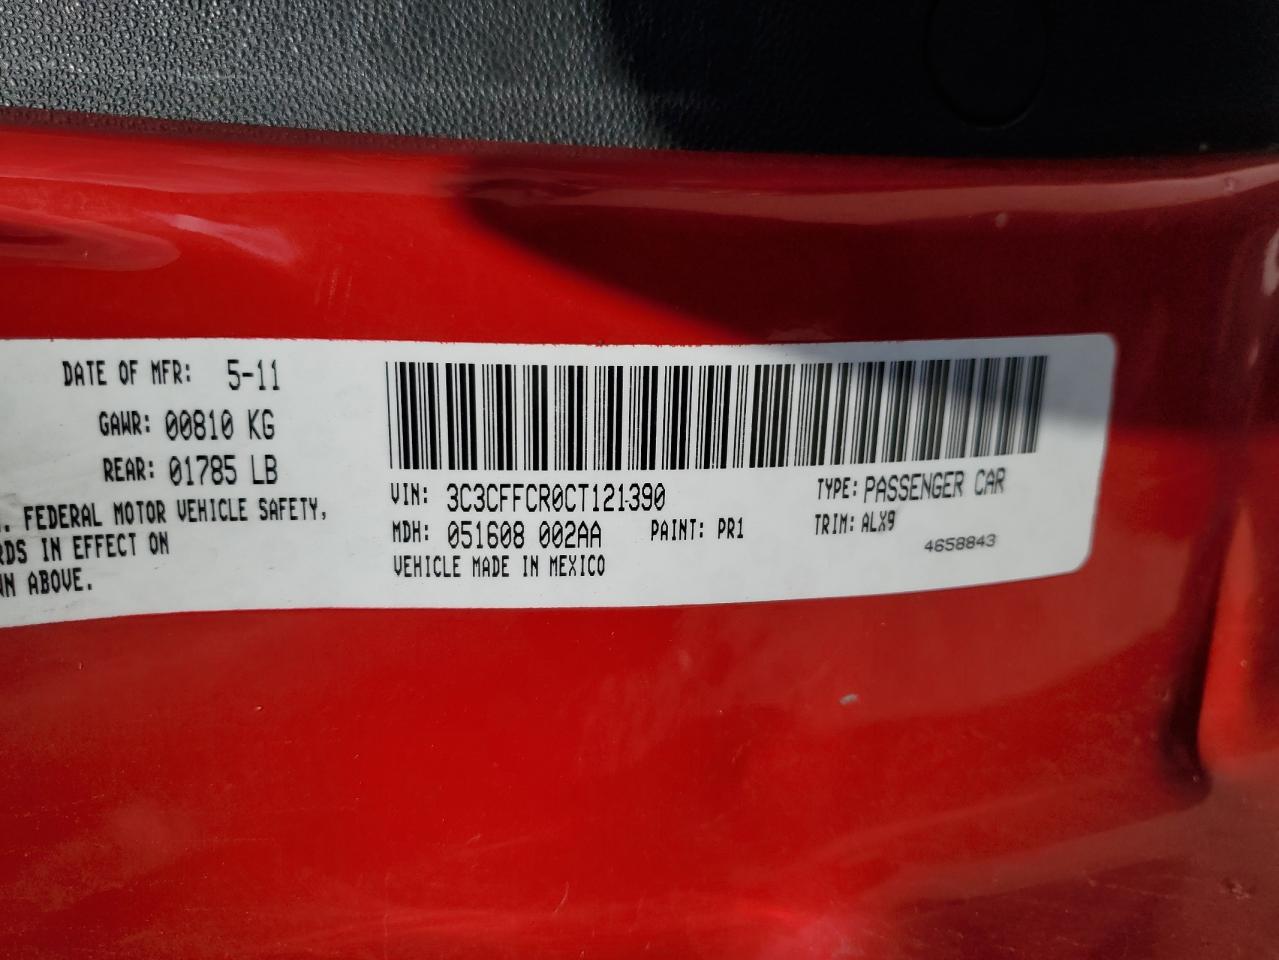 DATE OF MFR: 5-11
GAWR: 00810 KG
REAR: 01785 LB
. FEDERAL MOTOR VEHICLE SAFETY,
RDS IN EFFECT ON
WN ABOVE.
VIN: 3C3CFFCR0CT121390
TYPE: PASSENGER CAR
MDH: 051608 002AA PAINT: PR1 TRIM: ALX9
VEHICLE MADE IN MEXICO
4658843